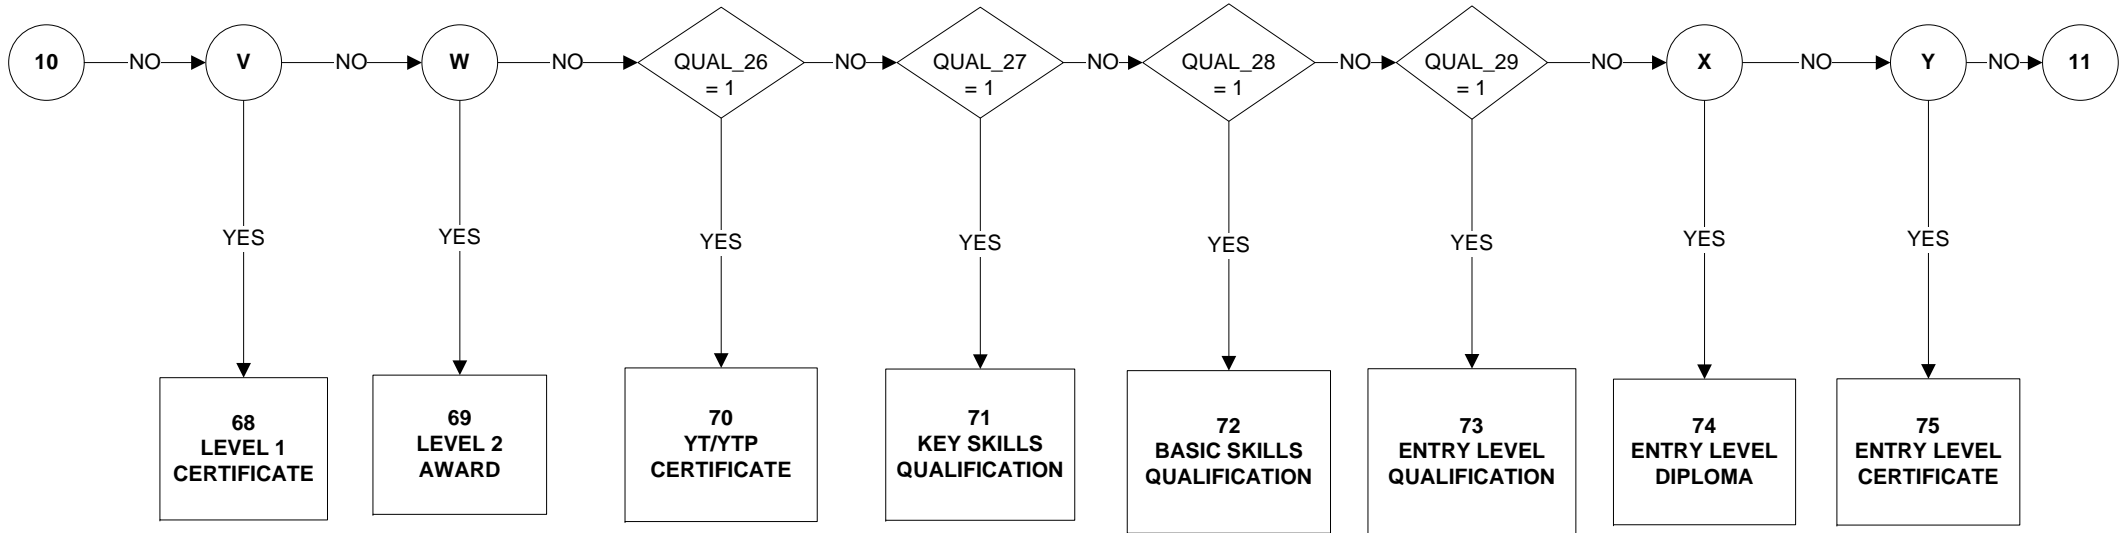 10
NO
V
NO
W
NO
QUAL_26
= 1
NO
QUAL_27
= 1
NO
QUAL_28
= 1
NO
QUAL_29
= 1
NO
X
NO
Y
NO
11
YES
YES
YES
YES
YES
YES
YES
YES
68
LEVEL 1
CERTIFICATE
69
LEVEL 2
AWARD
70
YT/YTP
CERTIFICATE
71
KEY SKILLS
QUALIFICATION
72
BASIC SKILLS
QUALIFICATION
73
ENTRY LEVEL
QUALIFICATION
74
ENTRY LEVEL
DIPLOMA
75
ENTRY LEVEL
CERTIFICATE